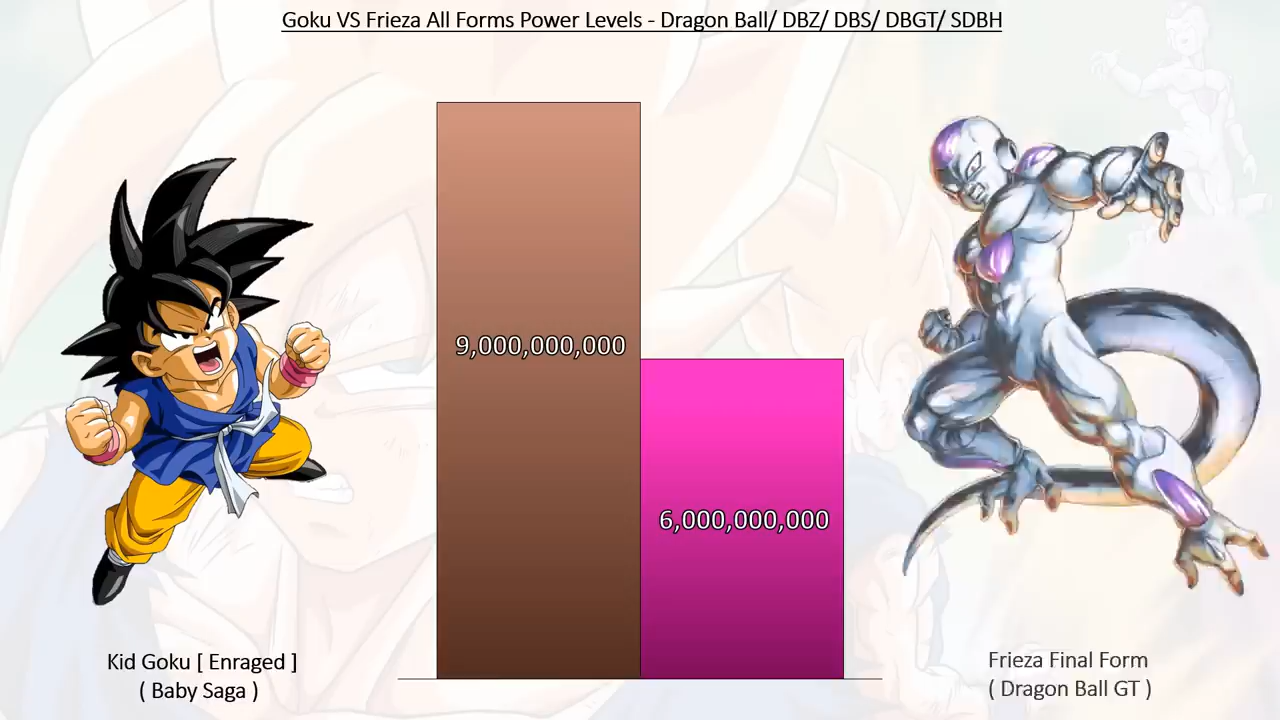 Goku VS Frieza All Forms Power Levels - Dragon Ball/ DBZ/ DBS/ DBGT/ SDBH
9,000,000,000
6,000,000,000
Kid Goku [ Enraged ]
( Baby Saga )
Frieza Final Form
( Dragon Ball GT )